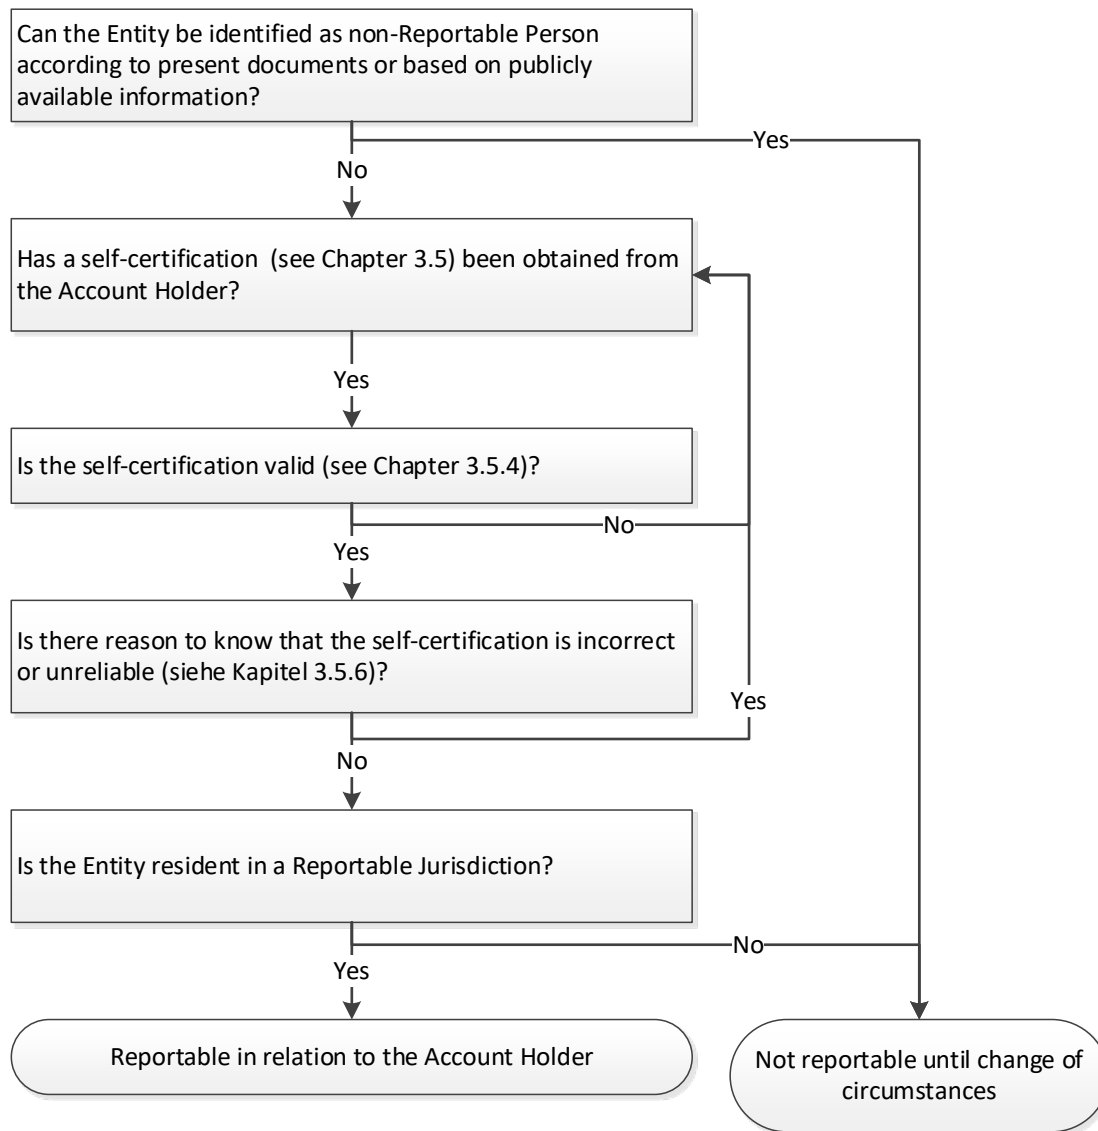 Can the Entity be identified as non-Reportable Person
according to present documents or based on publicly
available information?
Yes
No
Has a self-certification  (see Chapter 3.5) been obtained from
the Account Holder?
Yes
Is the self-certification valid (see Chapter 3.5.4)?
No
Yes
Is there reason to know that the self-certification is incorrect
or unreliable (siehe Kapitel 3.5.6)?
Yes
No
Is the Entity resident in a Reportable Jurisdiction?
No
Yes
Reportable in relation to the Account Holder
Not reportable until change of
circumstances